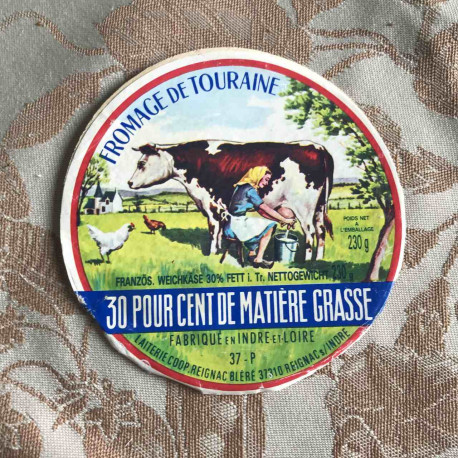 FROMAGE DE TOURAINE
POIDS NET
A
L'EMBALLAGE
230 g
FRANZÖS. WEICHKÄSE 30% FETT i. Tr. NETTOGEWICHT 230 g
30 POUR CENT DE MATIÈRE GRASSE
FABRIQUÉ EN INDRE ET LOIRE
37-P
LAITERIE COOP. REIGNAC BLÉRÉ 37310 REIGNAC S/INDRE